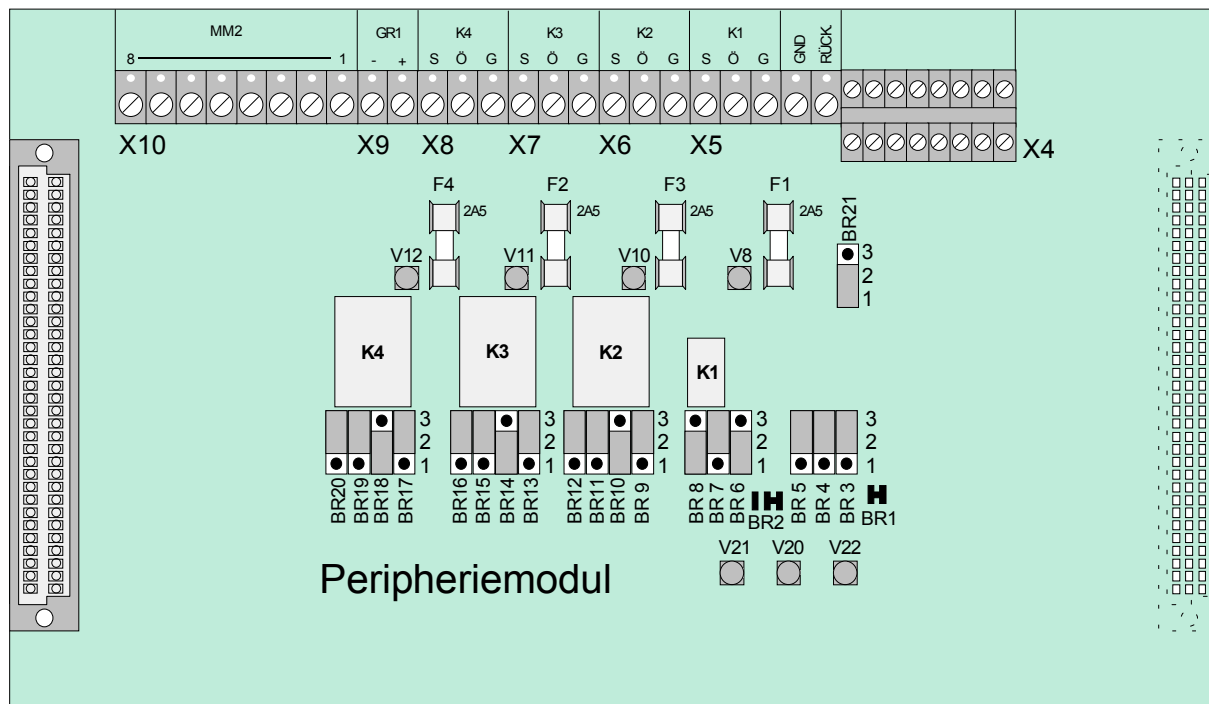 MM2 GR1 K4 K3 K2 K1
8 1 - + S Ö G S Ö G S Ö G S Ö G GND RÜCK.
X10 X9 X8 X7 X6 X5 X4
F4 F2 F3 F1
2A5 2A5 2A5 2A5
BR21
V12 V11 V10 V8
3
2
1
K4 K3 K2 K1
3 3 3 3 3
2 2 2 2 2
1 1 1 1 1
BR20 BR19 BR18 BR17 BR16 BR15 BR14 BR13 BR12 BR11 BR10 BR 9 BR 8 BR 7 BR 6 BR 5 BR 4 BR 3
BR2 BR1
V21 V20 V22
Peripheriemodul